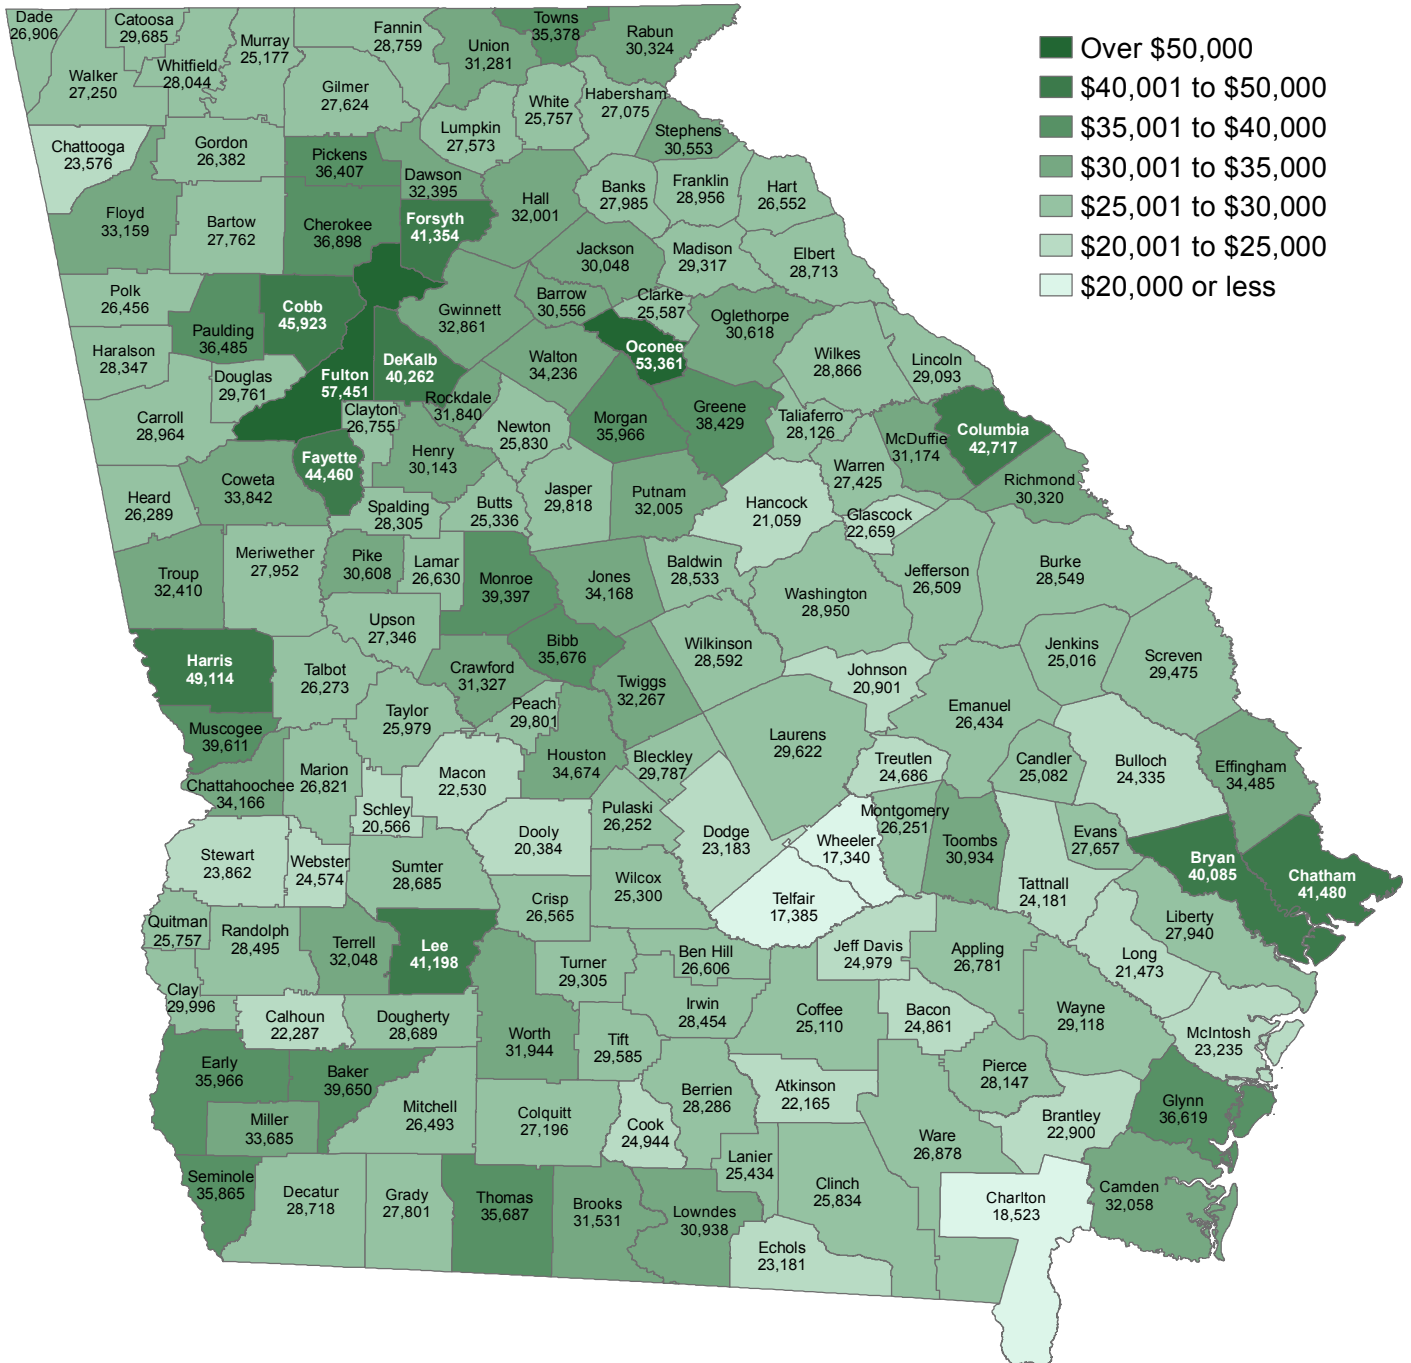 Over $50,000
$40,001 to $50,000
$35,001 to $40,000
$30,001 to $35,000
$25,001 to $30,000
$20,001 to $25,000
$20,000 or less
Dade
26,906
Catoosa
29,685
Walker
27,250
Whitfield
28,044
Murray
25,177
Fannin
28,759
Gilmer
27,624
Union
31,281
Towns
35,378
Rabun
30,324
White
25,757
Habersham
27,075
Lumpkin
27,573
Stephens
30,553
Chattooga
23,576
Gordon
26,382
Pickens
36,407
Dawson
32,395
Hall
32,001
Banks
27,985
Franklin
28,956
Hart
26,552
Floyd
33,159
Bartow
27,762
Cherokee
36,898
Forsyth
41,354
Jackson
30,048
Madison
29,317
Elbert
28,713
Polk
26,456
Paulding
36,485
Cobb
45,923
Gwinnett
32,861
Barrow
30,556
Clarke
25,587
Oglethorpe
30,618
Haralson
28,347
Douglas
29,761
Fulton
57,451
DeKalb
40,262
Rockdale
31,840
Walton
34,236
Oconee
53,361
Wilkes
28,866
Lincoln
29,093
Carroll
28,964
Clayton
26,755
Newton
25,830
Morgan
35,966
Greene
38,429
Taliaferro
28,126
McDuffie
31,174
Columbia
42,717
Coweta
33,842
Fayette
44,460
Henry
30,143
Heard
26,289
Spalding
28,305
Butts
25,336
Jasper
29,818
Putnam
32,005
Hancock
21,059
Warren
27,425
Glascock
22,659
Richmond
30,320
Troup
32,410
Meriwether
27,952
Pike
30,608
Lamar
26,630
Monroe
39,397
Jones
34,168
Baldwin
28,533
Washington
28,950
Jefferson
26,509
Burke
28,549
Upson
27,346
Harris
49,114
Talbot
26,273
Crawford
31,327
Bibb
35,676
Twiggs
32,267
Wilkinson
28,592
Johnson
20,901
Emanuel
26,434
Jenkins
25,016
Screven
29,475
Muscogee
39,611
Taylor
25,979
Peach
29,801
Houston
34,674
Bleckley
29,787
Laurens
29,622
Treutlen
24,686
Candler
25,082
Bulloch
24,335
Effingham
34,485
Chattahoochee
34,166
Marion
26,821
Schley
20,566
Macon
22,530
Dooly
20,384
Pulaski
26,252
Dodge
23,183
Wheeler
17,340
Montgomery
26,251
Toombs
30,934
Evans
27,657
Bryan
40,085
Chatham
41,480
Stewart
23,862
Webster
24,574
Sumter
28,685
Crisp
26,565
Wilcox
25,300
Telfair
17,385
Tattnall
24,181
Liberty
27,940
Quitman
25,757
Randolph
28,495
Terrell
32,048
Lee
41,198
Turner
29,305
Ben Hill
26,606
Jeff Davis
24,979
Appling
26,781
Long
21,473
Clay
29,996
Calhoun
22,287
Dougherty
28,689
Worth
31,944
Tift
29,585
Irwin
28,454
Coffee
25,110
Bacon
24,861
Wayne
29,118
McIntosh
23,235
Early
35,966
Baker
39,650
Miller
33,685
Mitchell
26,493
Colquitt
27,196
Cook
24,944
Berrien
28,286
Atkinson
22,165
Pierce
28,147
Brantley
22,900
Glynn
36,619
Seminole
35,865
Decatur
28,718
Grady
27,801
Thomas
35,687
Brooks
31,531
Lowndes
30,938
Lanier
25,434
Clinch
25,834
Ware
26,878
Echols
23,181
Charlton
18,523
Camden
32,058